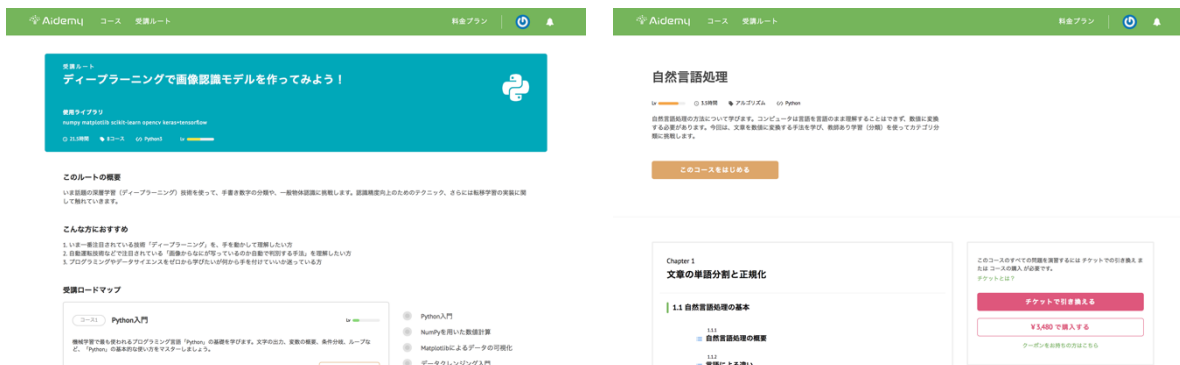 Aidemy コース 受講ルート 料金プラン
受講ルート
ディープラーニングで画像認識モデルを作ってみよう！
使用ライブラリ
numpy matplotlib scikit-learn opencv keras+tensorflow
21.5時間 8コース Python3 Lv
このルートの概要
いま話題の深層学習（ディープラーニング）技術を使って、手書き数字の分類や、一般物体認識に挑戦します。認識精度向上のためのテクニック、さらには転移学習の実装に関
して触れていきます。
こんな方におすすめ
1. いま一番注目されている技術「ディープラーニング」を、手を動かして理解したい方
2. 自動運転技術などで注目されている「画像からなにが写っているのか自動で判別する手法」を理解したい方
3. プログラミングやデータサイエンスをゼロから学びたいが何から手を付けていいか迷っている方
受講ロードマップ
コース1 Python入門 Lv
機械学習で最も使われるプログラミング言語「Python」の基礎を学びます。文字の出力、変数の概要、条件分岐、ループな
ど、「Python」の基本的な使い方をマスターしましょう。
Python入門
NumPyを用いた数値計算
Matplotlibによるデータの可視化
データクレンジング入門
Aidemy コース 受講ルート 料金プラン
自然言語処理
Lv 3.5時間 アルゴリズム Python
自然言語処理の方法について学びます。コンピュータは言語を言語のまま理解することはできず、数値に変換
する必要があります。今回は、文章を数値に変換する手法を学び、教師あり学習（分類）を使ってカテゴリ分
類に挑戦します。
このコースをはじめる
Chapter 1
文章の単語分割と正規化
1.1 自然言語処理の基本
1.1.1
自然言語処理の概要
1.1.2
言語による違い
このコースのすべての問題を演習するには チケットでの引き換え ま
たは コースの購入 が必要です。
チケットとは？
チケットで引き換える
¥3,480 で購入する
クーポンをお持ちの方はこちら